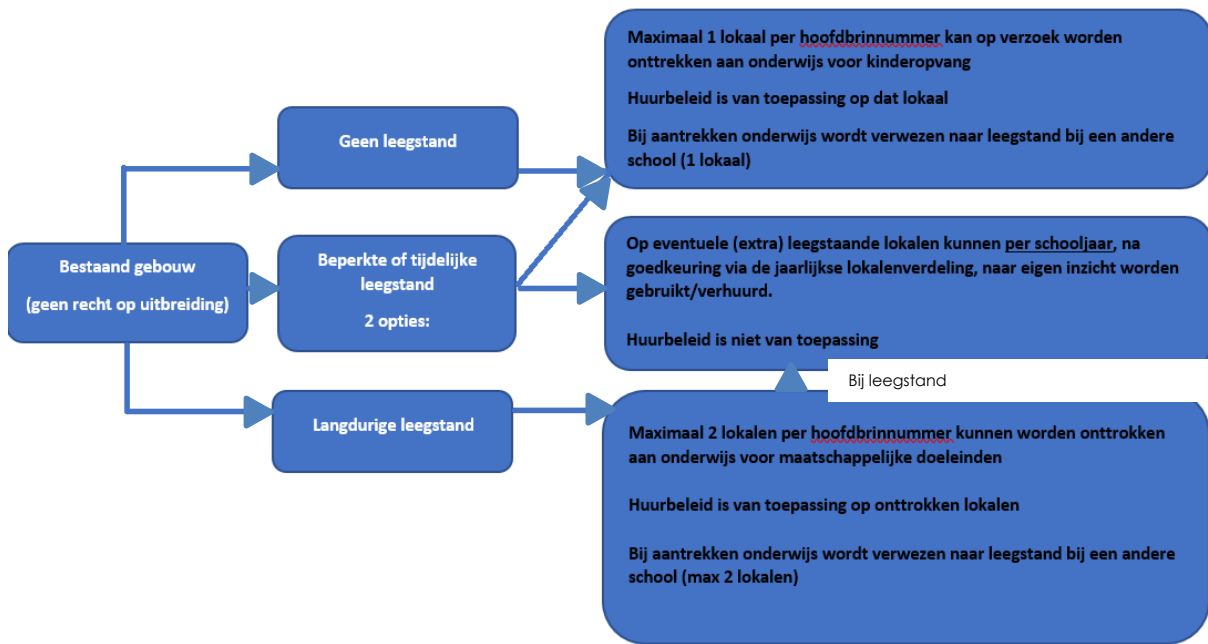 Bestaand gebouw
(geen recht op uitbreiding)
Geen leegstand
Beperkte of tijdelijke
leegstand
2 opties:
Langdurige leegstand
Maximaal 1 lokaal per hoofdbrinnummer kan op verzoek worden
onttrekken aan onderwijs voor kinderopvang
Huurbeleid is van toepassing op dat lokaal
Bij aantrekken onderwijs wordt verwezen naar leegstand bij een andere
school (1 lokaal)
Op eventuele (extra) leegstaande lokalen kunnen per schooljaar, na
goedkeuring via de jaarlijkse lokalenverdeling, naar eigen inzicht worden
gebruikt/verhuurd.
Huurbeleid is niet van toepassing
Bij leegstand
Maximaal 2 lokalen per hoofdbrinnummer kunnen worden onttrokken
aan onderwijs voor maatschappelijke doeleinden
Huurbeleid is van toepassing op onttrokken lokalen
Bij aantrekken onderwijs wordt verwezen naar leegstand bij een andere
school (max 2 lokalen)